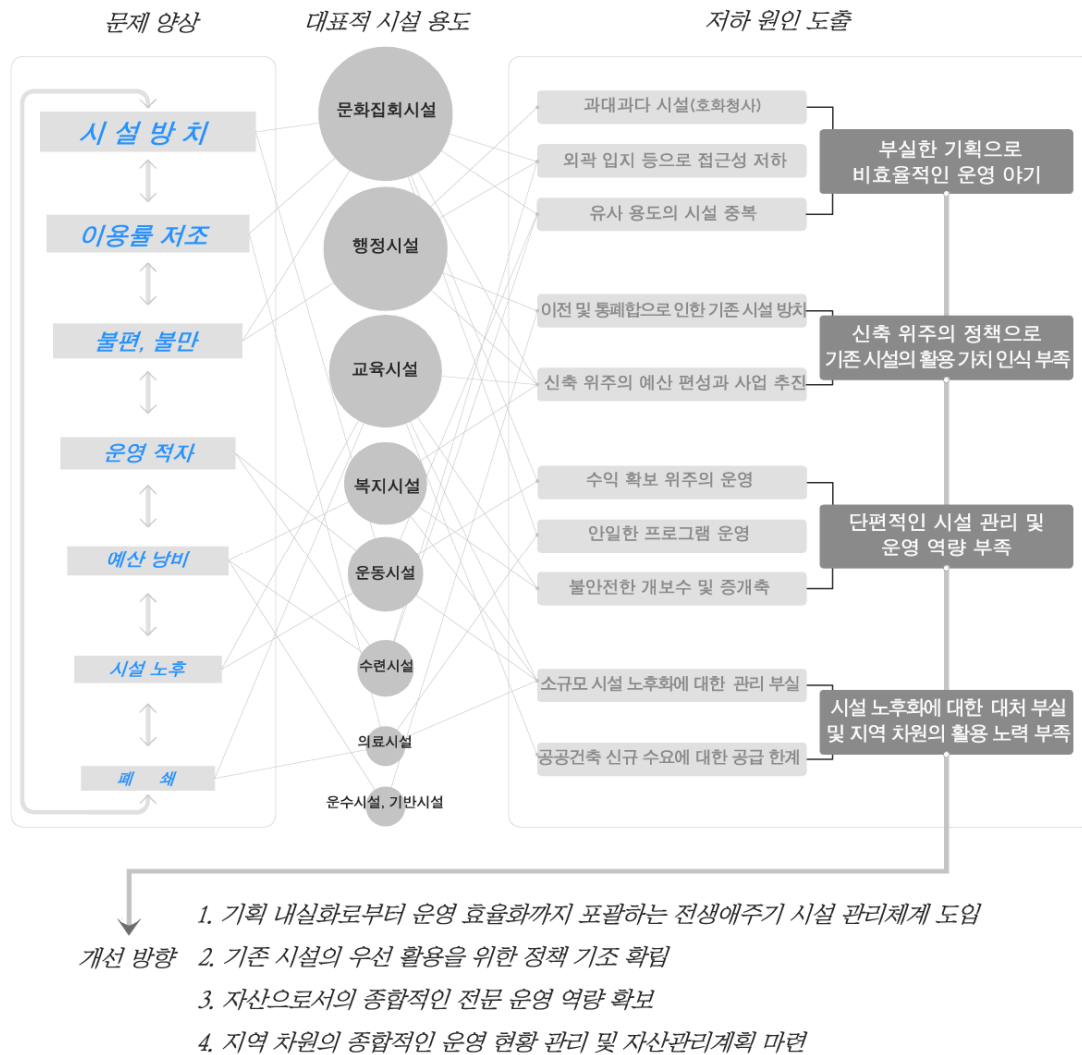 문제 양상
대표적 시설 용도
저하 원인 도출
시 설 방 치
이용률 저조
불편, 불만
운영 적자
예산 낭비
시설 노후
폐 쇄
문화집회시설
행정시설
교육시설
복지시설
운동시설
수련시설
의료시설
운수시설, 기반시설
과대과다 시설(호화청사)
외곽 입지 등으로 접근성 저하
유사 용도의 시설 중복
이전 및 통폐합으로 인한 기존 시설 방치
신축 위주의 예산 편성과 사업 추진
수익 확보 위주의 운영
안일한 프로그램 운영
불안전한 개보수 및 증개축
소규모 시설 노후화에 대한 관리 부실
공공건축 신규 수요에 대한 공급 한계
부실한 기획으로
비효율적인 운영 야기
신축 위주의 정책으로
기존 시설의 활용 가치 인식 부족
단편적인 시설 관리 및
운영 역량 부족
시설 노후화에 대한 대처 부실
및 지역 차원의 활용 노력 부족
개선 방향
1. 기획 내실화로부터 운영 효율화까지 포괄하는 전생애주기 시설 관리체계 도입
2. 기존 시설의 우선 활용을 위한 정책 기조 확립
3. 자산으로서의 종합적인 전문 운영 역량 확보
4. 지역 차원의 종합적인 운영 현황 관리 및 자산관리계획 마련